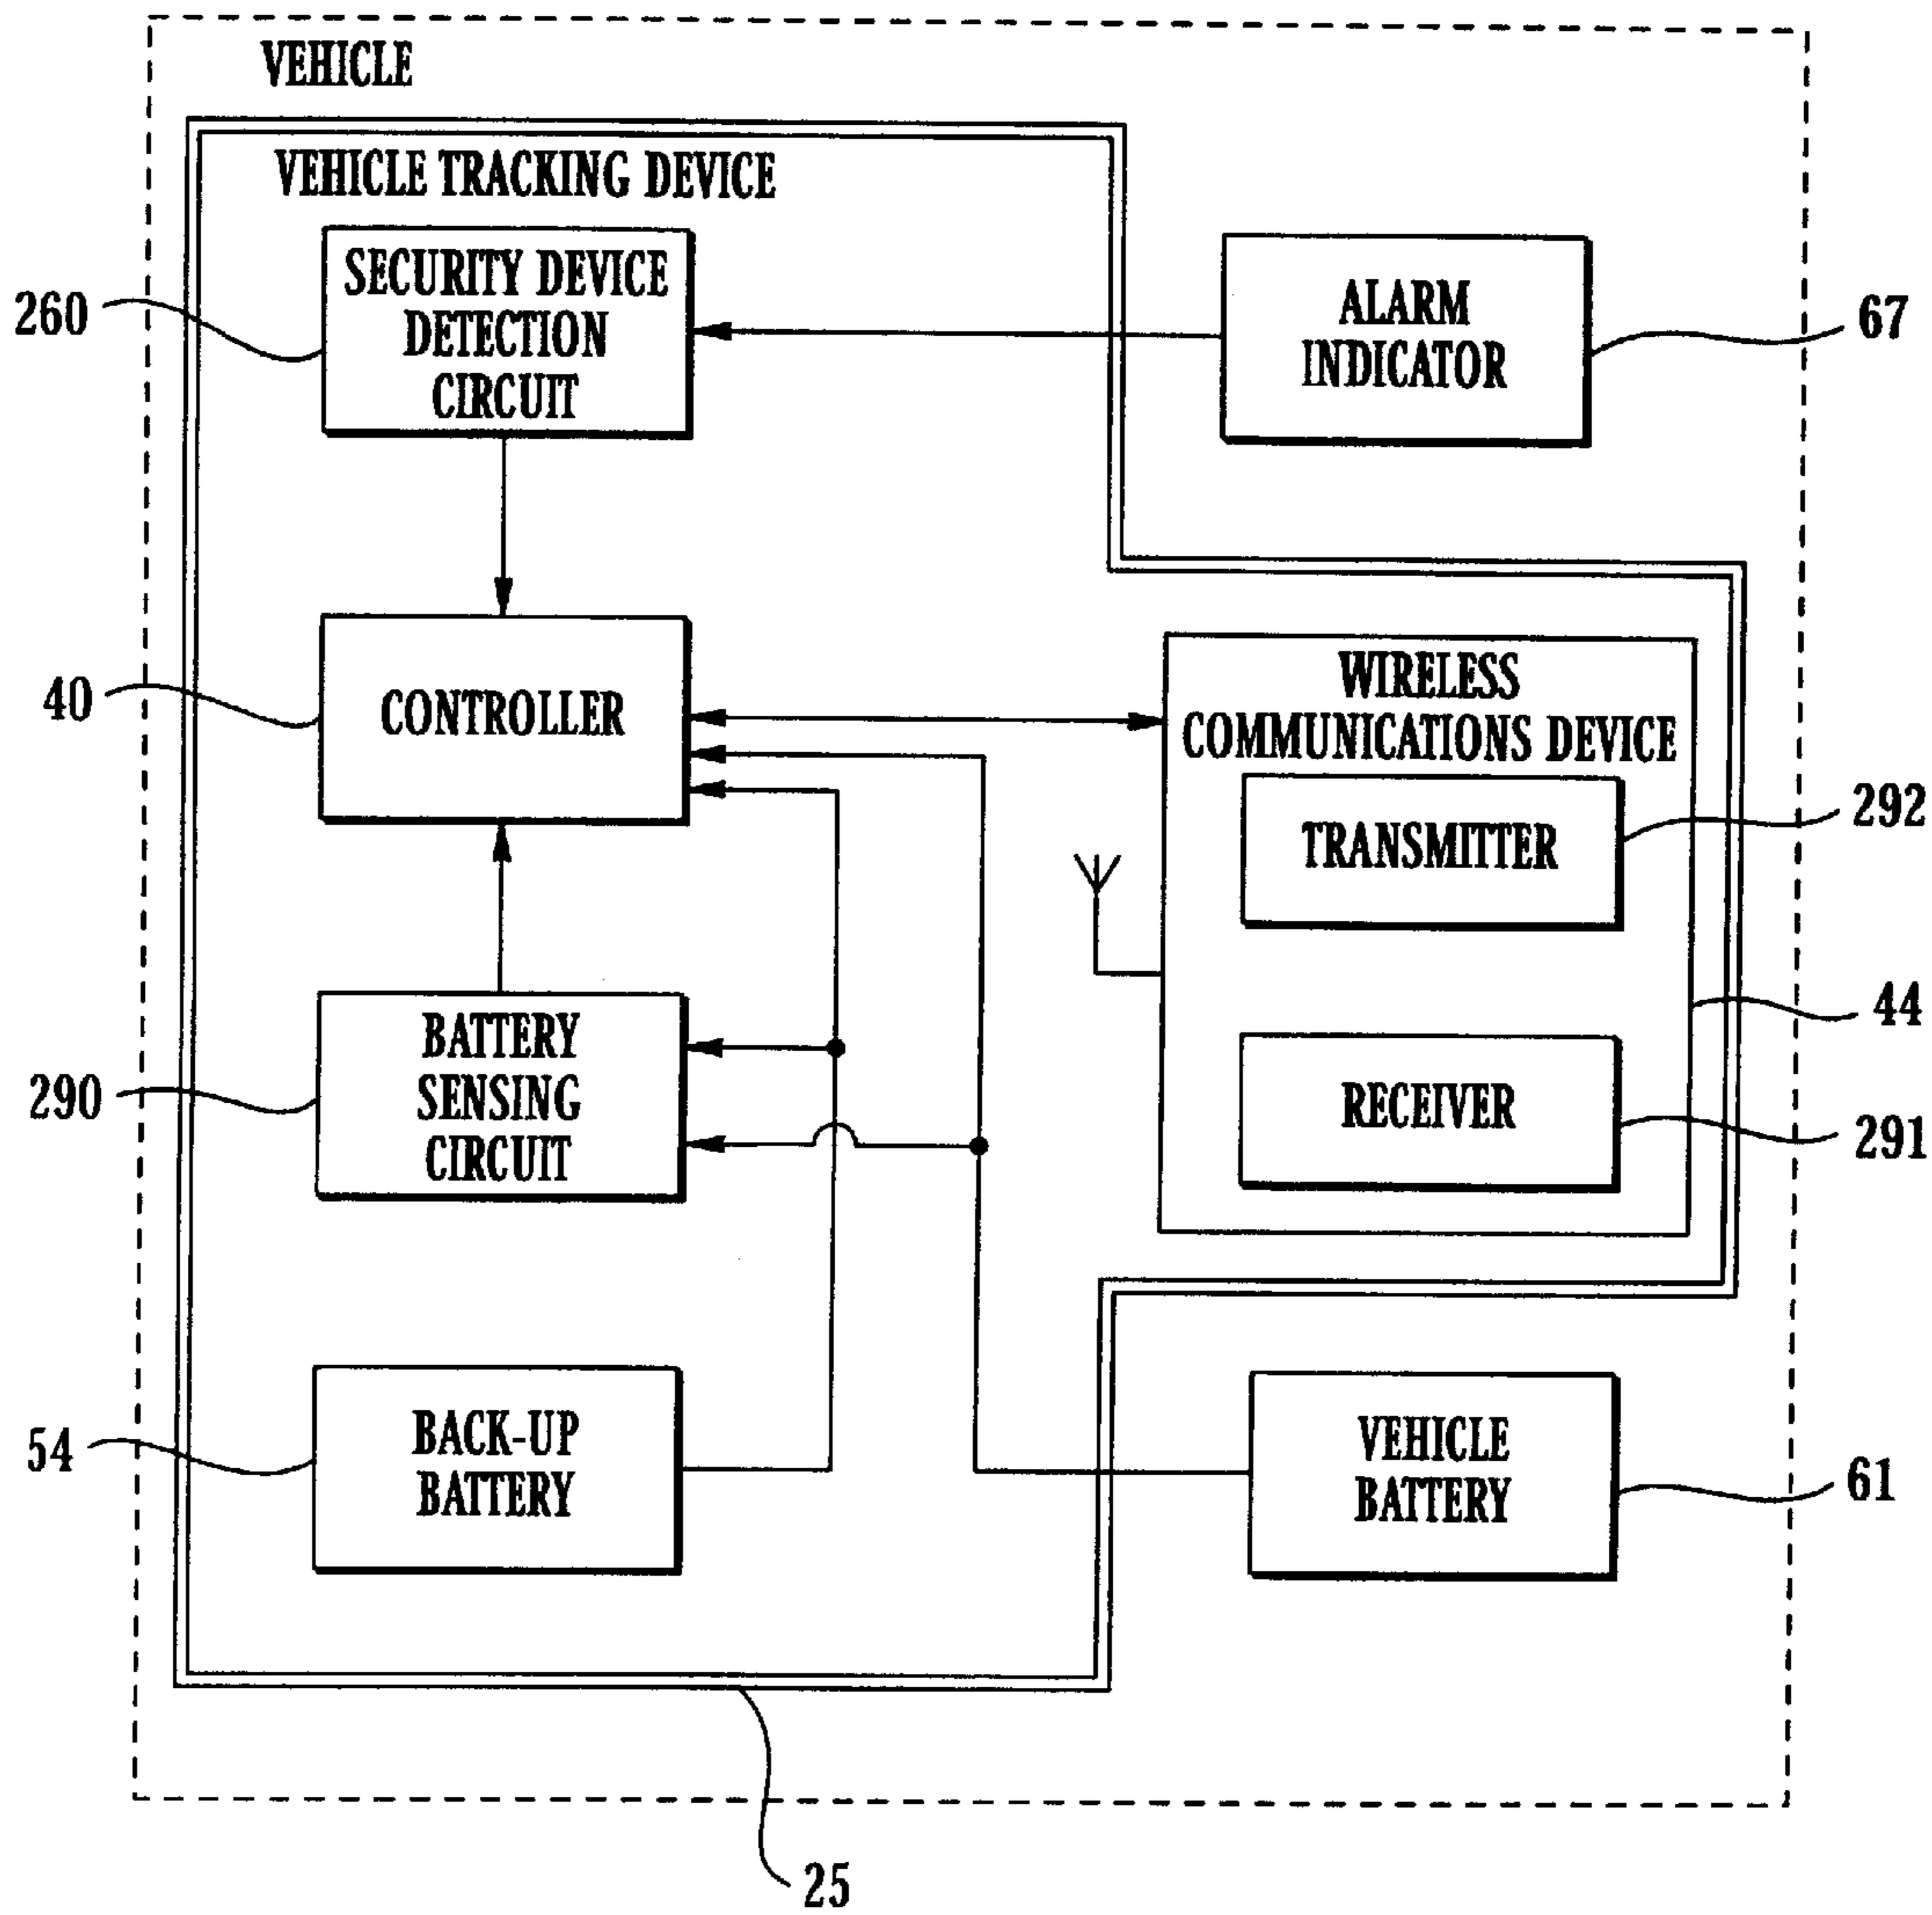 VEHICLE
VEHICLE TRACKING DEVICE
SECURITY DEVICE
DETECTION
CIRCUIT
260
ALARM
INDICATOR
67
CONTROLLER
40
WIRELESS
COMMUNICATIONS DEVICE
TRANSMITTER
292
44
BATTERY
SENSING
CIRCUIT
290
RECEIVER
291
BACK-UP
BATTERY
54
VEHICLE
BATTERY
61
25